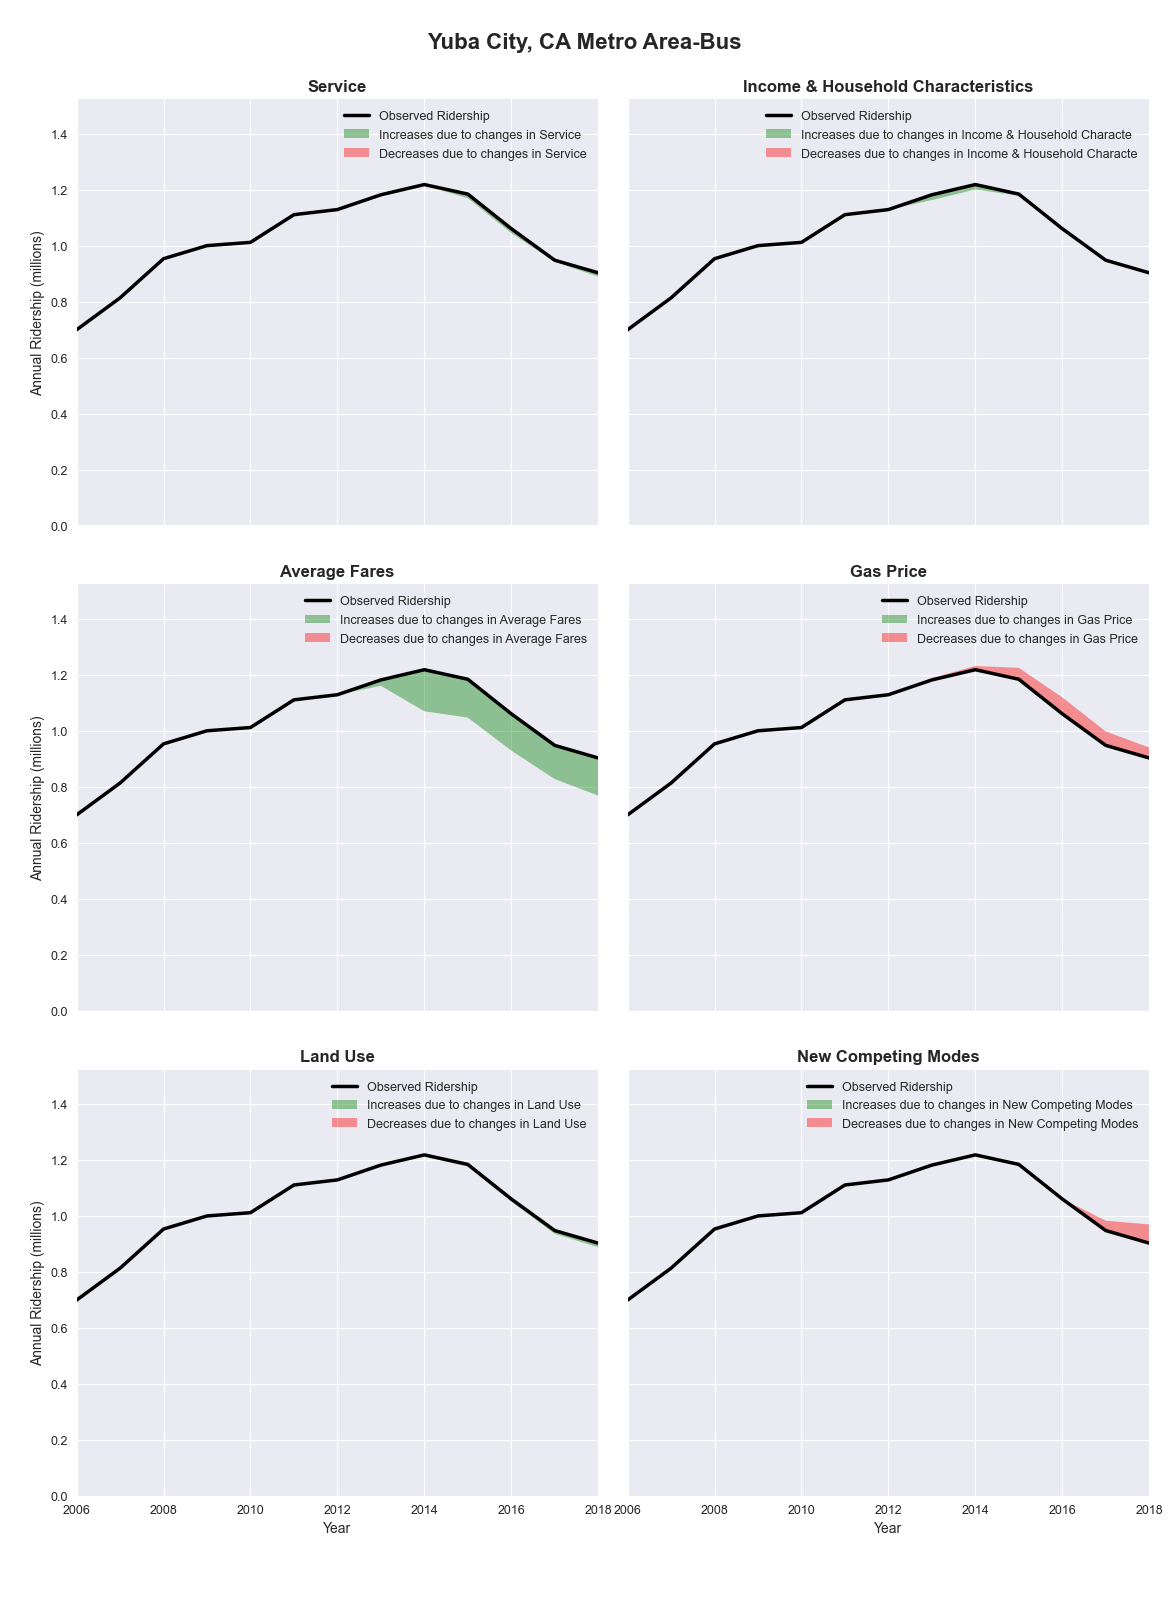 Yuba City, CA Metro Area-Bus
Service
Annual Ridership (millions)
1.4
1.2
1.0
0.8
0.6
0.4
0.2
0.0
Observed Ridership
Increases due to changes in Service
Decreases due to changes in Service
Income & Household Characteristics
Observed Ridership
Increases due to changes in Income & Household Characte
Decreases due to changes in Income & Household Characte
Average Fares
Annual Ridership (millions)
1.4
1.2
1.0
0.8
0.6
0.4
0.2
0.0
Observed Ridership
Increases due to changes in Average Fares
Decreases due to changes in Average Fares
Gas Price
Observed Ridership
Increases due to changes in Gas Price
Decreases due to changes in Gas Price
Land Use
Annual Ridership (millions)
1.4
1.2
1.0
0.8
0.6
0.4
0.2
0.0
Observed Ridership
Increases due to changes in Land Use
Decreases due to changes in Land Use
2006 2008 2010 2012 2014 2016 2018
Year
New Competing Modes
Observed Ridership
Increases due to changes in New Competing Modes
Decreases due to changes in New Competing Modes
2006 2008 2010 2012 2014 2016 2018
Year